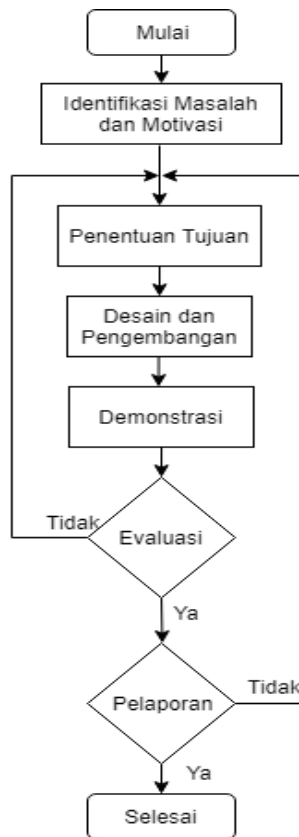 Mulai
Identifikasi Masalah
dan Motivasi
Penentuan Tujuan
Desain dan
Pengembangan
Demonstrasi
Tidak
Evaluasi
Ya
Pelaporan
Tidak
Ya
Selesai